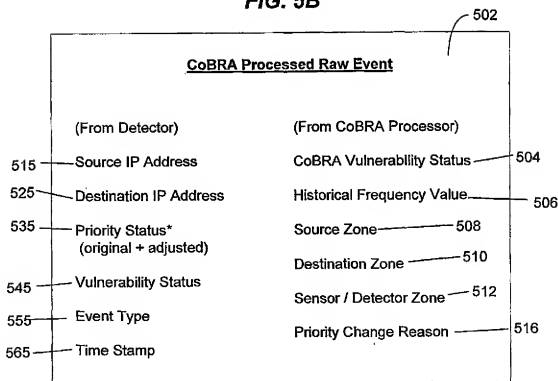 FIG. 5B
502
CoBRA Processed Raw Event
(From Detector)
515 Source IP Address
525 Destination IP Address
535 Priority Status*
(original + adjusted)
545 Vulnerability Status
555 Event Type
565 Time Stamp
(From CoBRA Processor)
CoBRA Vulnerability Status 504
Historical Frequency Value 506
Source Zone 508
Destination Zone 510
Sensor / Detector Zone 512
Priority Change Reason 516